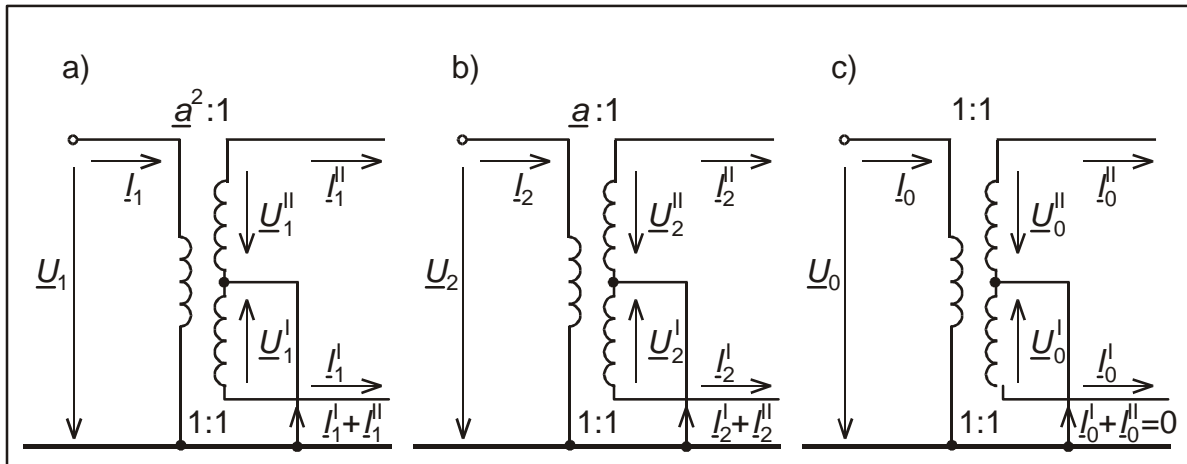 a) b) c)
a²:1 a:1 1:1
I₁ I₁ᴵᴵ I₂ I₂ᴵᴵ I₀ I₀ᴵᴵ
U₁ᴵᴵ U₂ᴵᴵ U₀ᴵᴵ
U₁ U₂ U₀
U₁ᴵ U₂ᴵ U₀ᴵ
I₁ᴵ I₂ᴵ I₀ᴵ
1:1 I₁ᴵ+I₁ᴵᴵ 1:1 I₂ᴵ+I₂ᴵᴵ 1:1 I₀ᴵ+I₀ᴵᴵ=0